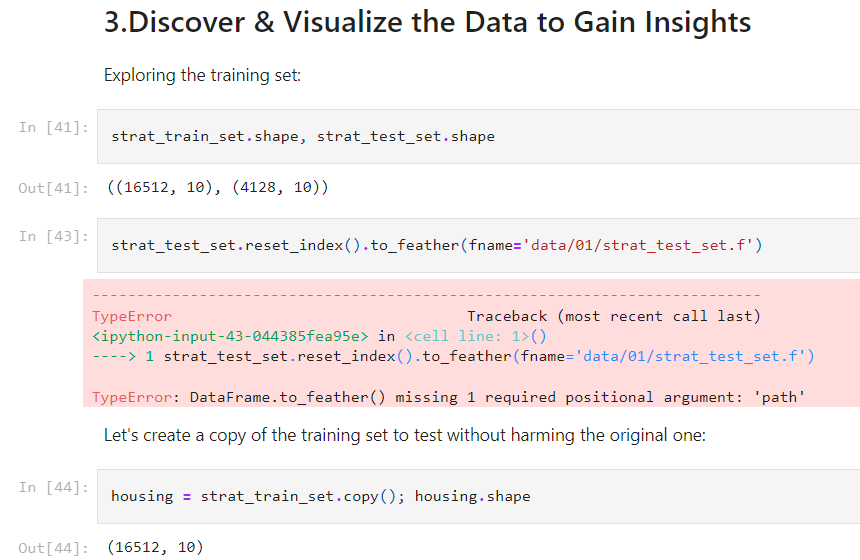 3.Discover & Visualize the Data to Gain Insights
Exploring the training set:
In [41]: strat_train_set.shape, strat_test_set.shape
Out[41]: ((16512, 10), (4128, 10))
In [43]: strat_test_set.reset_index().to_feather(fname='data/01/strat_test_set.f')
---------------------------------------------------------------------------
TypeError                                 Traceback (most recent call last)
<ipython-input-43-044385fea95e> in <cell line: 1>()
----> 1 strat_test_set.reset_index().to_feather(fname='data/01/strat_test_set.f')
TypeError: DataFrame.to_feather() missing 1 required positional argument: 'path'
Let's create a copy of the training set to test without harming the original one:
In [44]: housing = strat_train_set.copy(); housing.shape
Out[44]: (16512, 10)